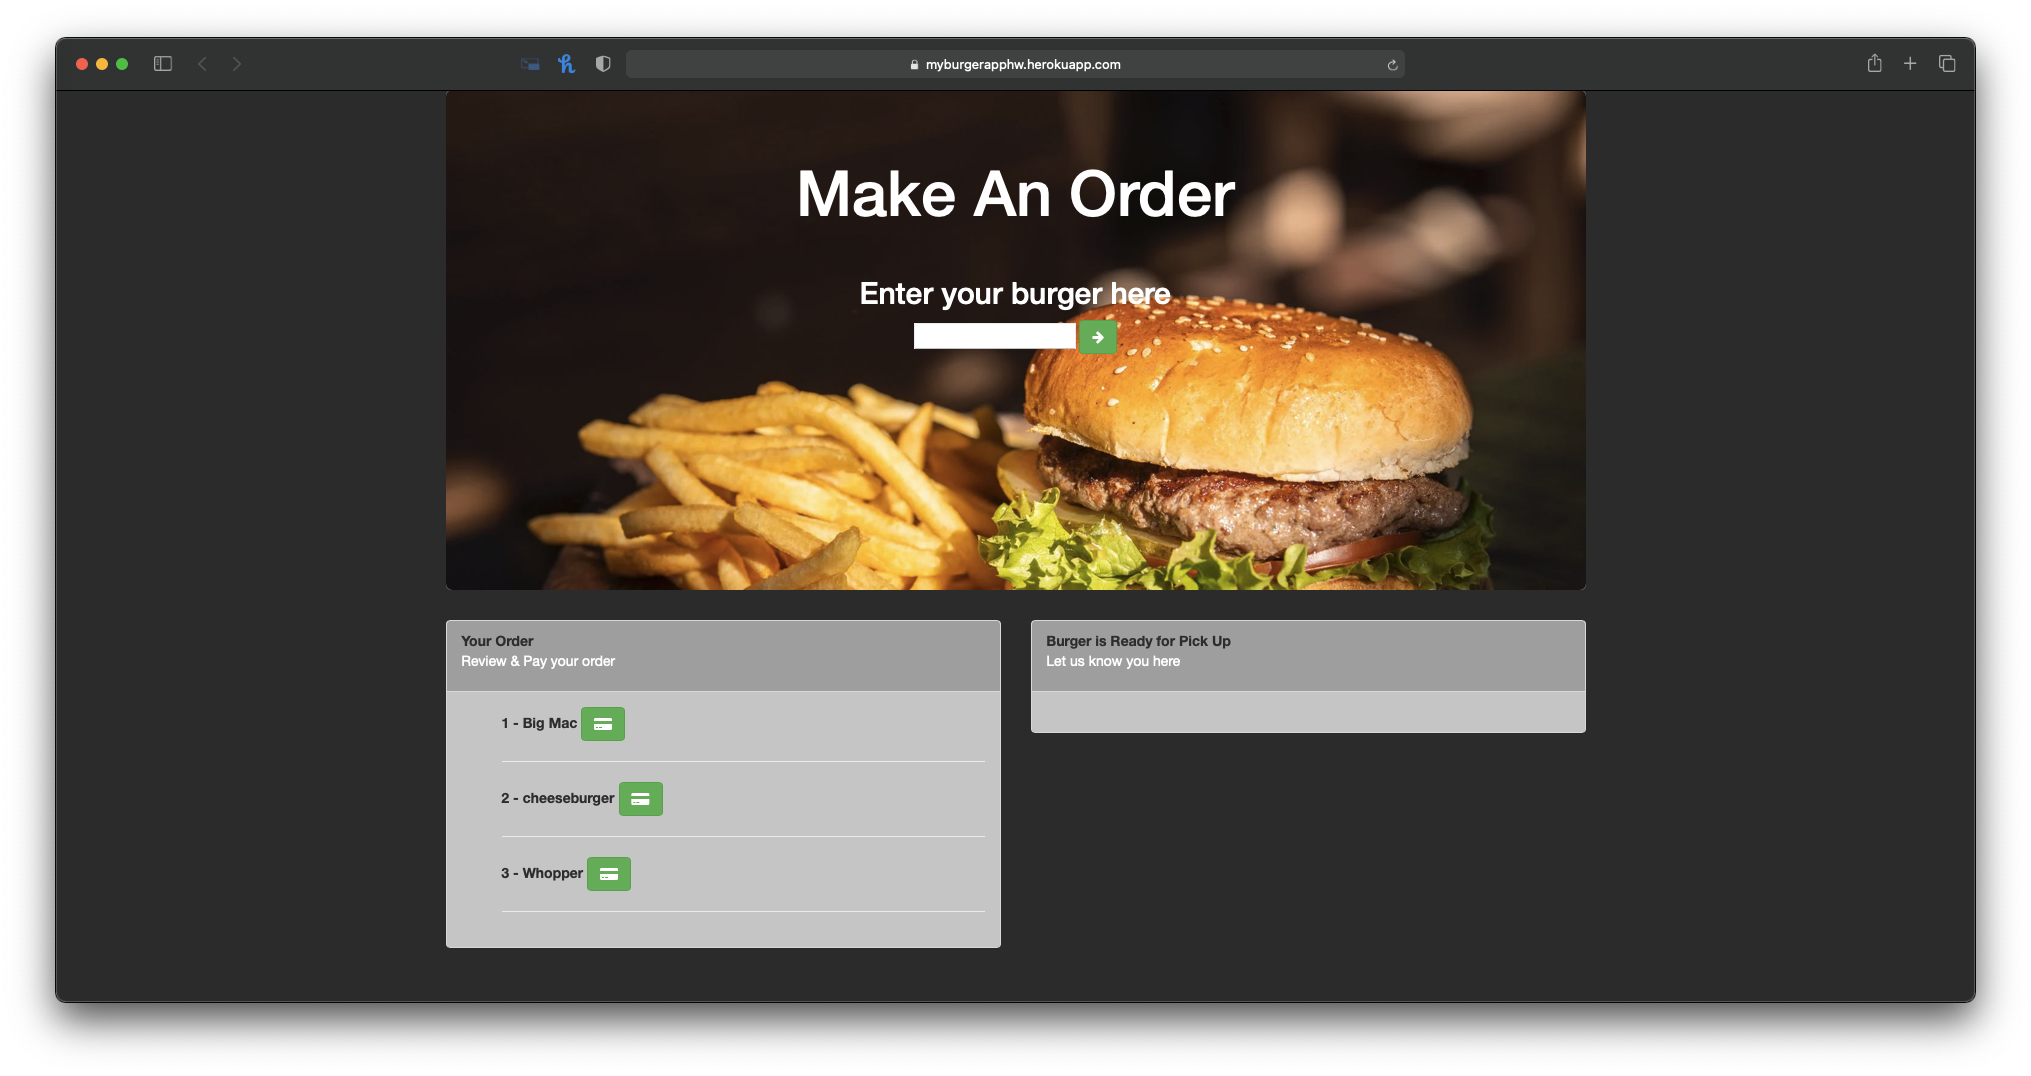 myburgerapphw.herokuapp.com
Make An Order
Enter your burger here
Your Order
Review & Pay your order
1 - Big Mac
2 - cheeseburger
3 - Whopper
Burger is Ready for Pick Up
Let us know you here